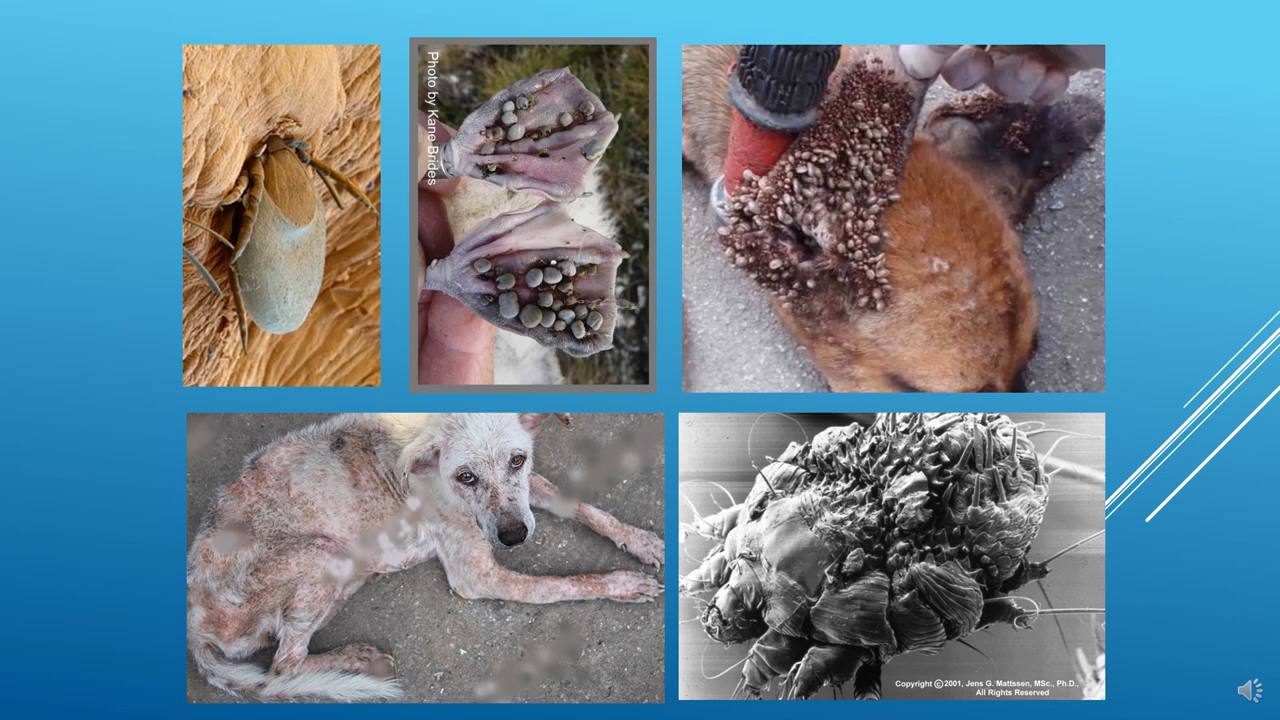 Photo by Kane Brides
Copyright ©2001, Jens G. Mattssen, MSc., Ph.D.,
All Rights Reserved